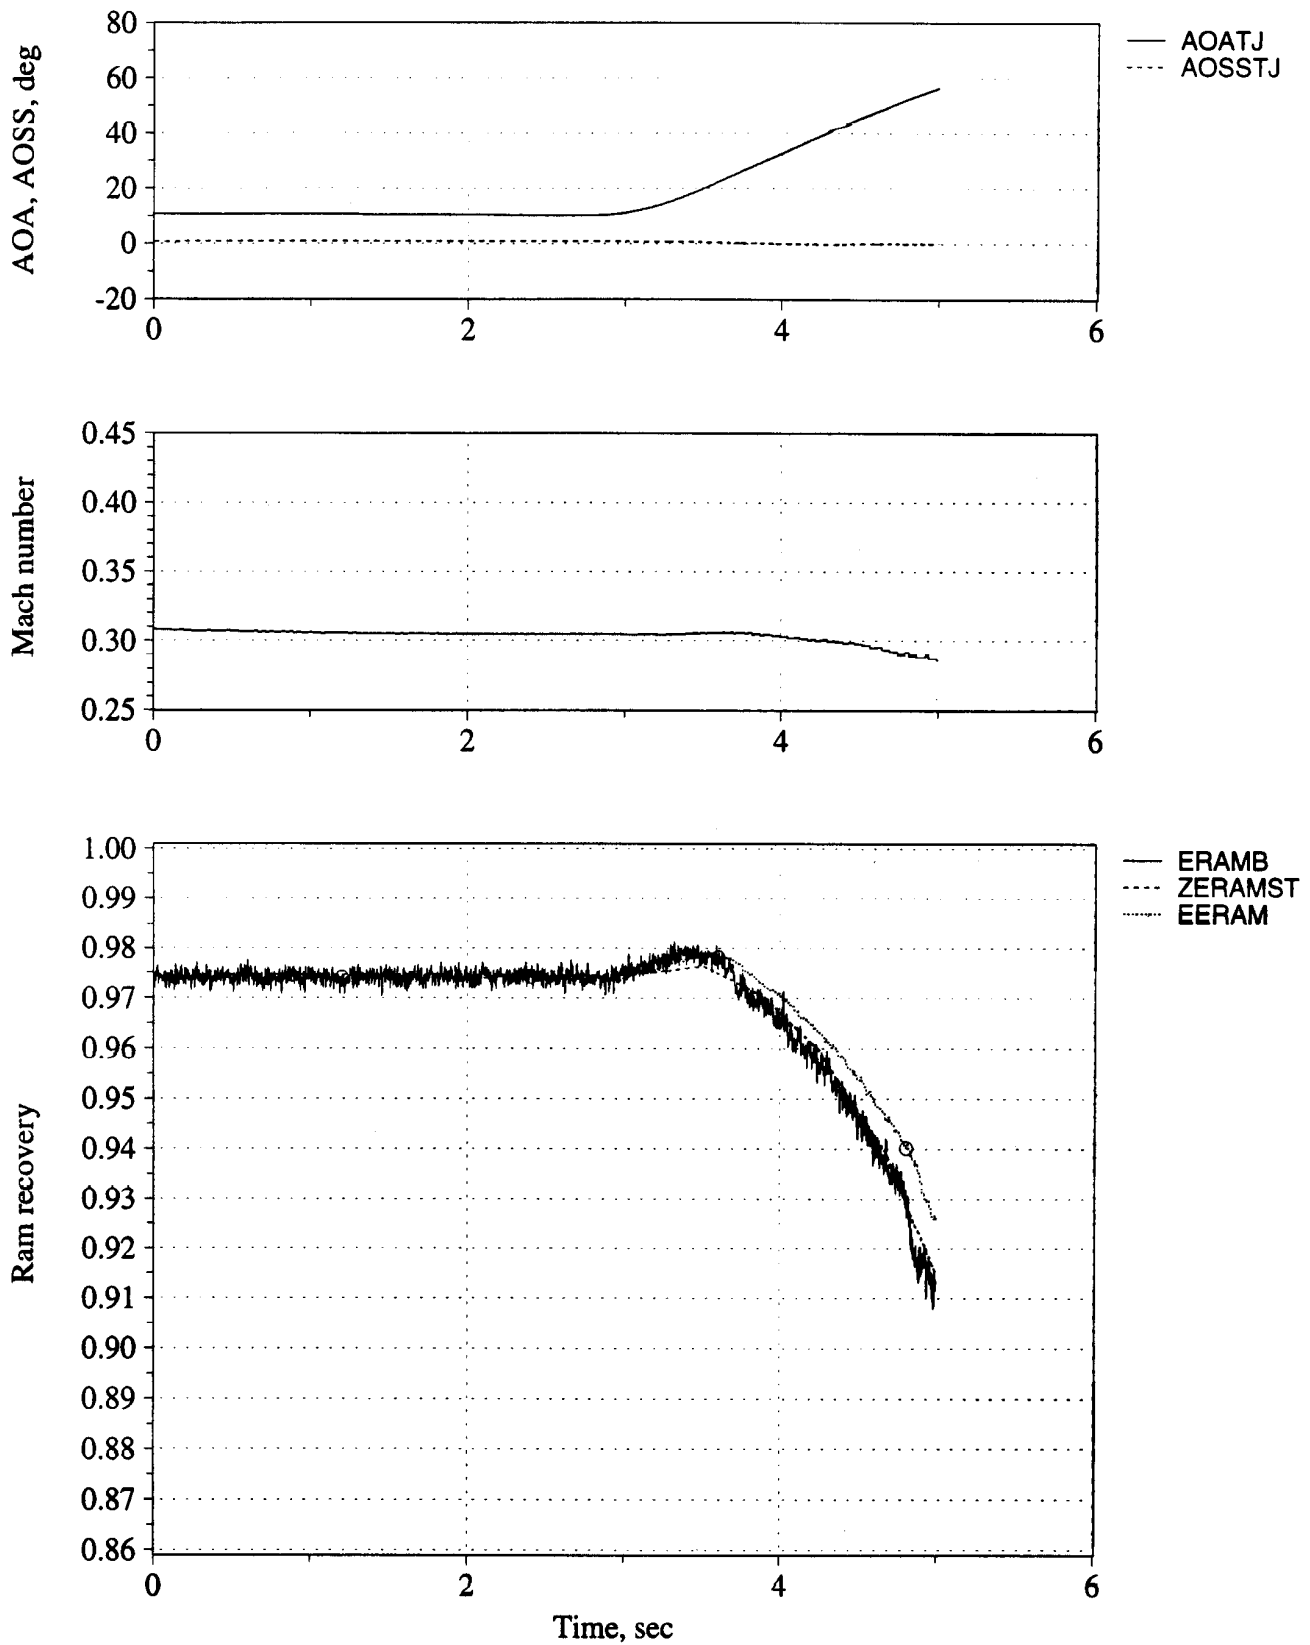 80
60
40
20
0
-20
AOA, AOSS, deg
0 2 4 6
AOATJ
AOSSTJ
0.45
0.40
0.35
0.30
0.25
Mach number
0 2 4 6
1.00
0.99
0.98
0.97
0.96
0.95
0.94
0.93
0.92
0.91
0.90
0.89
0.88
0.87
0.86
Ram recovery
0 2 4 6
Time, sec
ERAMB
ZERAMST
EERAM